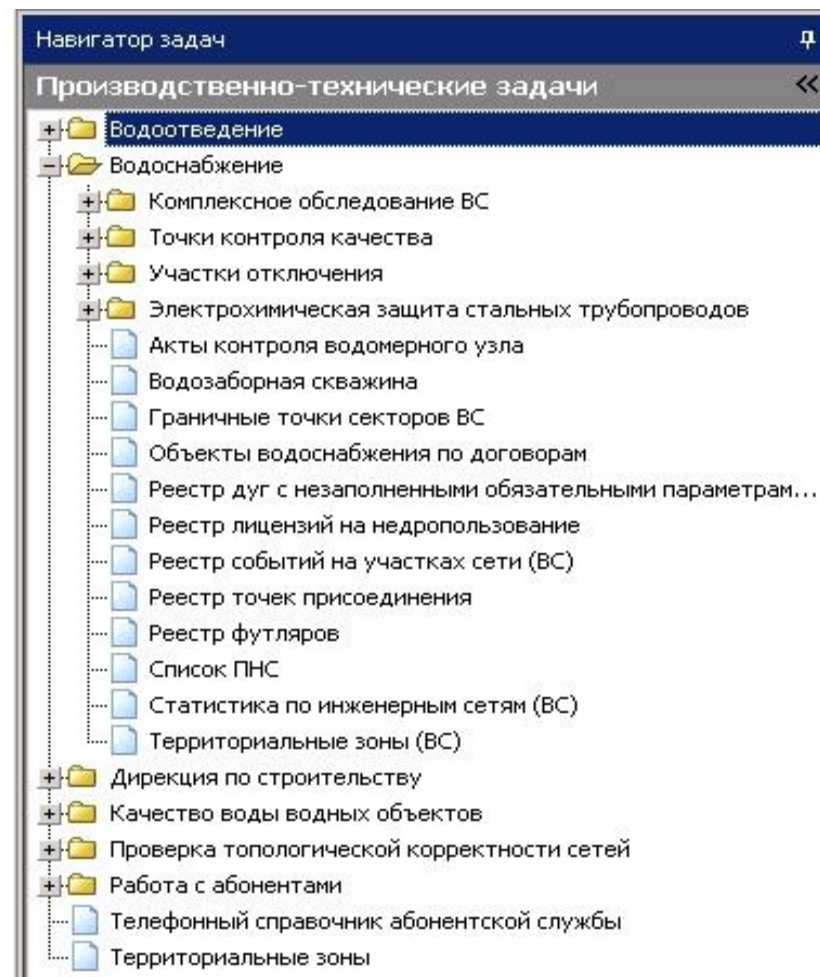 Навигатор задач
Производственно-технические задачи
Водоотведение
Водоснабжение
Комплексное обследование ВС
Точки контроля качества
Участки отключения
Электрохимическая защита стальных трубопроводов
Акты контроля водомерного узла
Водозаборная скважина
Граничные точки секторов ВС
Объекты водоснабжения по договорам
Реестр дуг с незаполненными обязательными параметрам...
Реестр лицензий на недропользование
Реестр событий на участках сети (ВС)
Реестр точек присоединения
Реестр футляров
Список ПНС
Статистика по инженерным сетям (ВС)
Территориальные зоны (ВС)
Дирекция по строительству
Качество воды водных объектов
Проверка топологической корректности сетей
Работа с абонентами
Телефонный справочник абонентской службы
Территориальные зоны